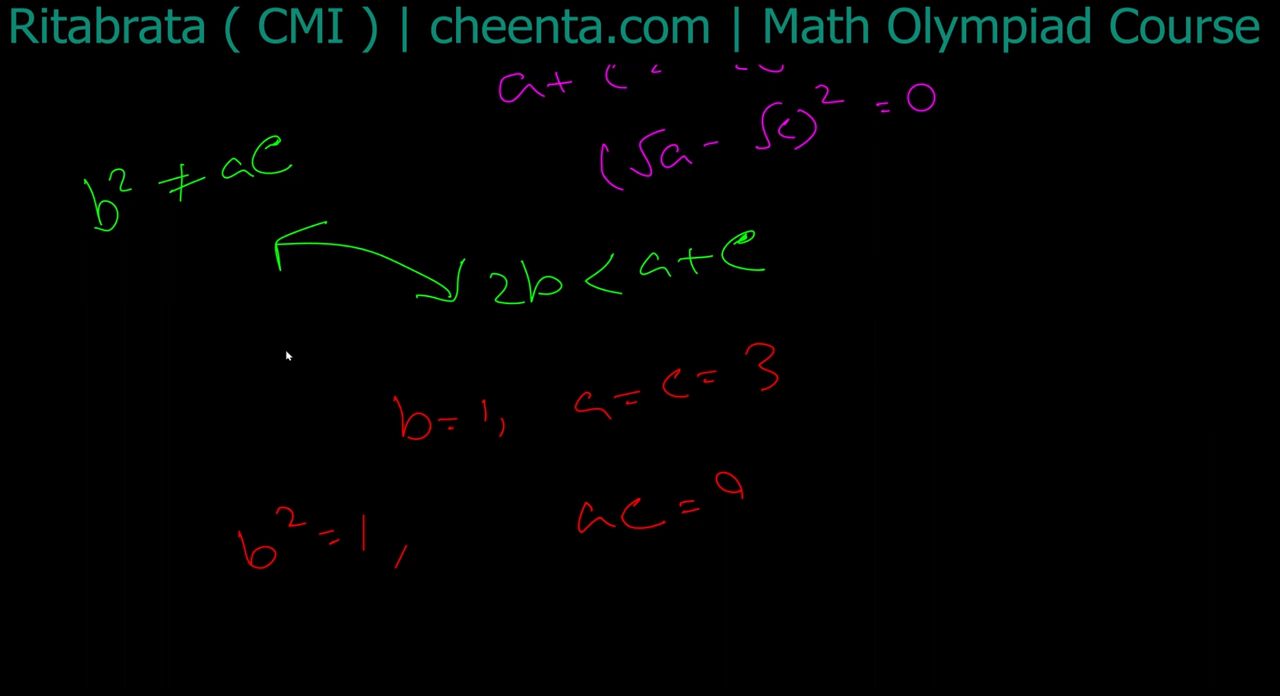 Ritabrata ( CMI ) | cheenta.com | Math Olympiad Course
(√a - √c)² = 0
b² ≠ ac
2b < a+c
b = 1, a = c = 3
b² = 1, ac = 9